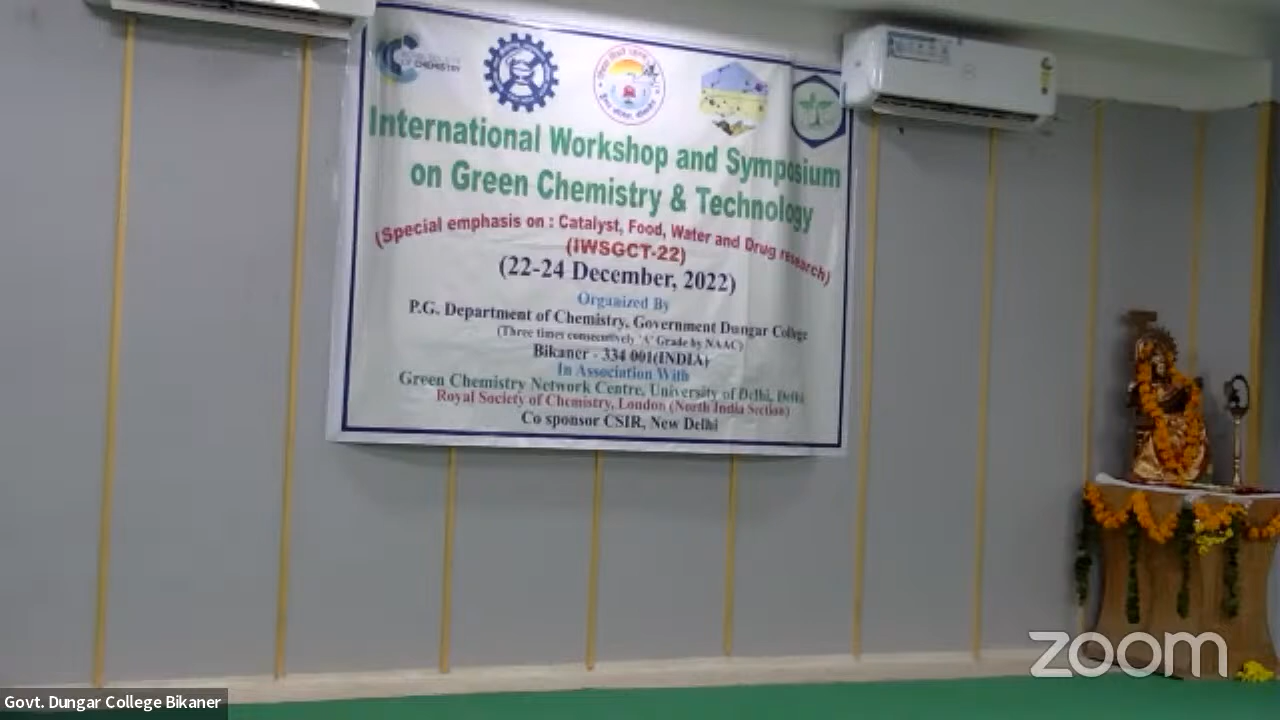 OF CHEMISTRY
International Workshop and Symposium
on Green Chemistry & Technology
(Special emphasis on : Catalyst, Food, Water and Drug research)
(IWSGCT-22)
(22-24 December, 2022)
Organized By
P.G. Department of Chemistry, Government Dungar College
(Three times consecutively 'A' Grade by NAAC)
Bikaner - 334 001(INDIA)
In Association With
Green Chemistry Network Centre, University of Delhi, Delhi
Royal Society of Chemistry, London (North India Section)
Co sponsor CSIR, New Delhi
zoom
Govt. Dungar College Bikaner